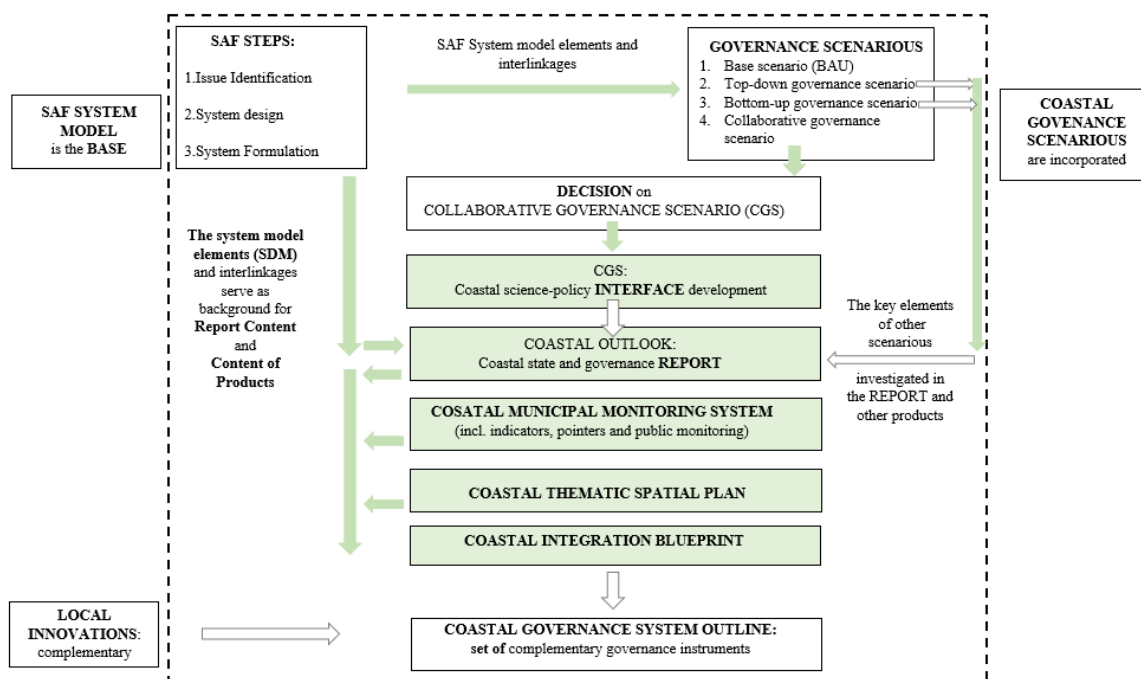 SAF STEPS:
1.Issue Identification
2.System design
3.System Formulation
SAF System model elements and
interlinkages
GOVERNANCE SCENARIOUS
1. Base scenario (BAU)
2. Top-down governance scenario
3. Bottom-up governance scenario
4. Collaborative governance
scenario
SAF SYSTEM
MODEL
is the BASE
COASTAL
GOVENANCE
SCENARIOUS
are incorporated
DECISION on
COLLABORATIVE GOVERNANCE SCENARIO (CGS)
The system model
elements (SDM)
and interlinkages
serve as
background for
Report Content
and
Content of
Products
CGS:
Coastal science-policy INTERFACE development
COASTAL OUTLOOK:
Coastal state and governance REPORT
The key elements
of other
scenarious
investigated in
the REPORT and
other products
COSATAL MUNICIPAL MONITORING SYSTEM
(incl. indicators, pointers and public monitoring)
COASTAL THEMATIC SPATIAL PLAN
COASTAL INTEGRATION BLUEPRINT
LOCAL
INNOVATIONS:
complementary
COASTAL GOVERNANCE SYSTEM OUTLINE:
set of complementary governance instruments